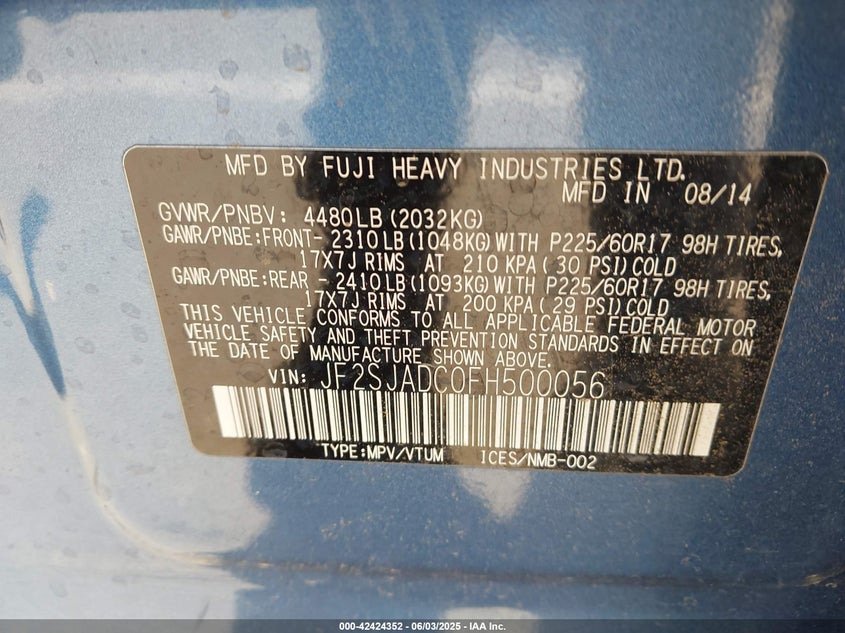 MFD BY FUJI HEAVY INDUSTRIES LTD.
MFD IN 08/14
GVWR/PNBV: 4480LB(2032KG)
GAWR/PNBE:FRONT- 2310LB(1048KG)WITH P225/60R17 98H TIRES,
17X7J RIMS AT 210 KPA(30 PSI)COLD
GAWR/PNBE:REAR - 2410LB(1093KG)WITH P225/60R17 98H TIRES,
17X7J RIMS AT 200 KPA(29 PSI)COLD
THIS VEHICLE CONFORMS TO ALL APPLICABLE FEDERAL MOTOR
VEHICLE SAFETY AND THEFT PREVENTION STANDARDS IN EFFECT ON
THE DATE OF MANUFACTURE SHOWN ABOVE.
VIN: JF2SJADC0FH500056
TYPE:MPV/VTUM ICES/NMB-002
000-42424352 06/03/2025 - IAA Inc.